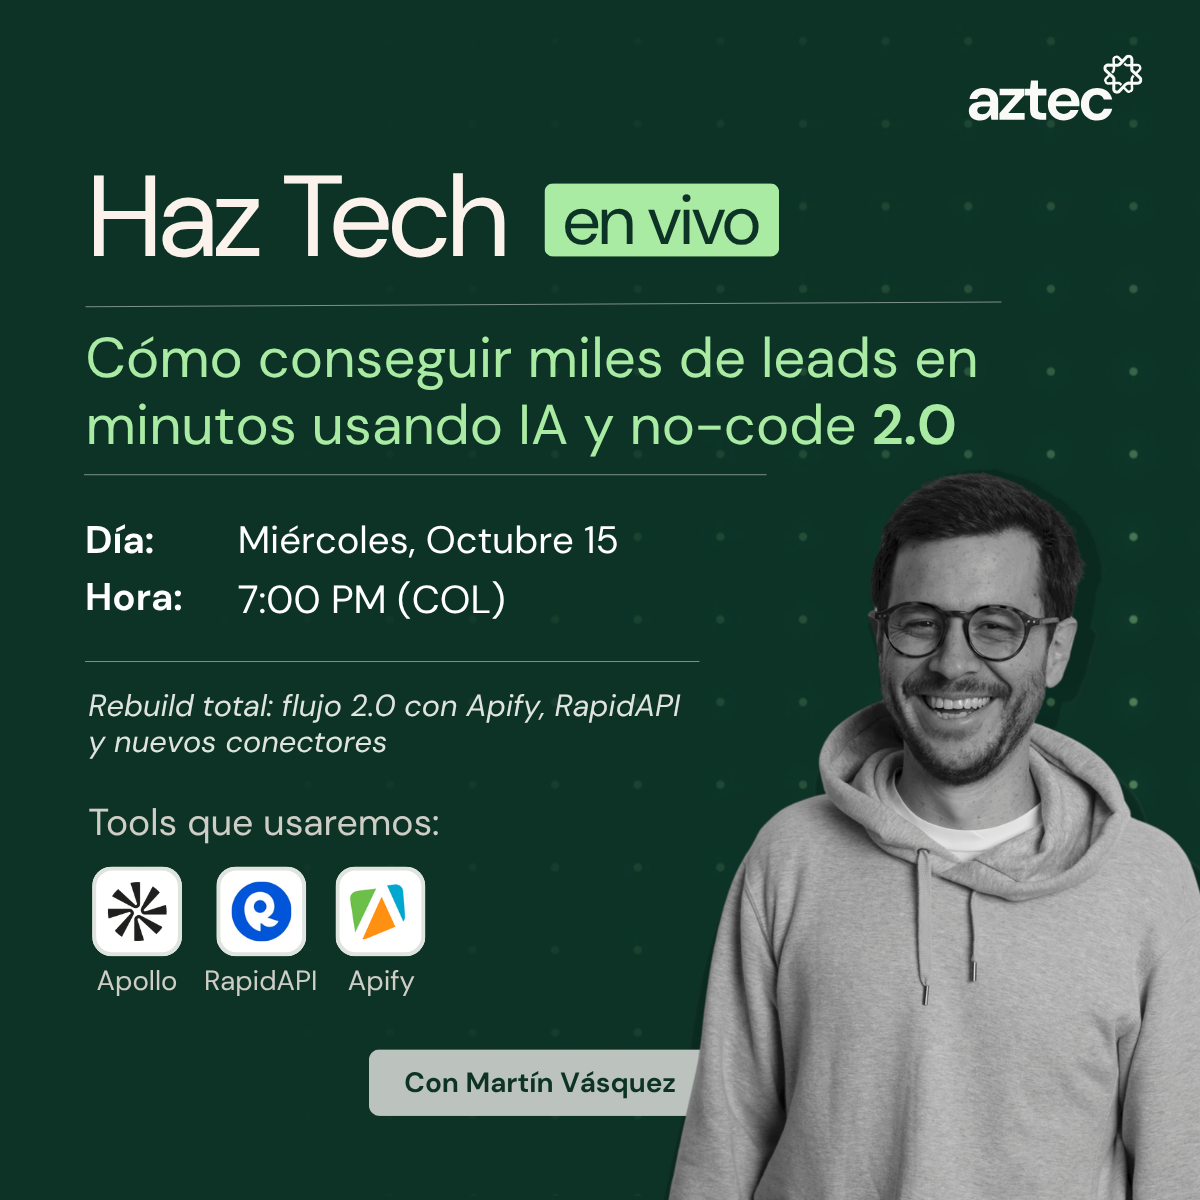 aztec
Haz Tech en vivo
Cómo conseguir miles de leads en
minutos usando IA y no-code 2.0
Día: Miércoles, Octubre 15
Hora: 7:00 PM (COL)
Rebuild total: flujo 2.0 con Apify, RapidAPI
y nuevos conectores
Tools que usaremos:
Apollo RapidAPI Apify
Con Martín Vásquez